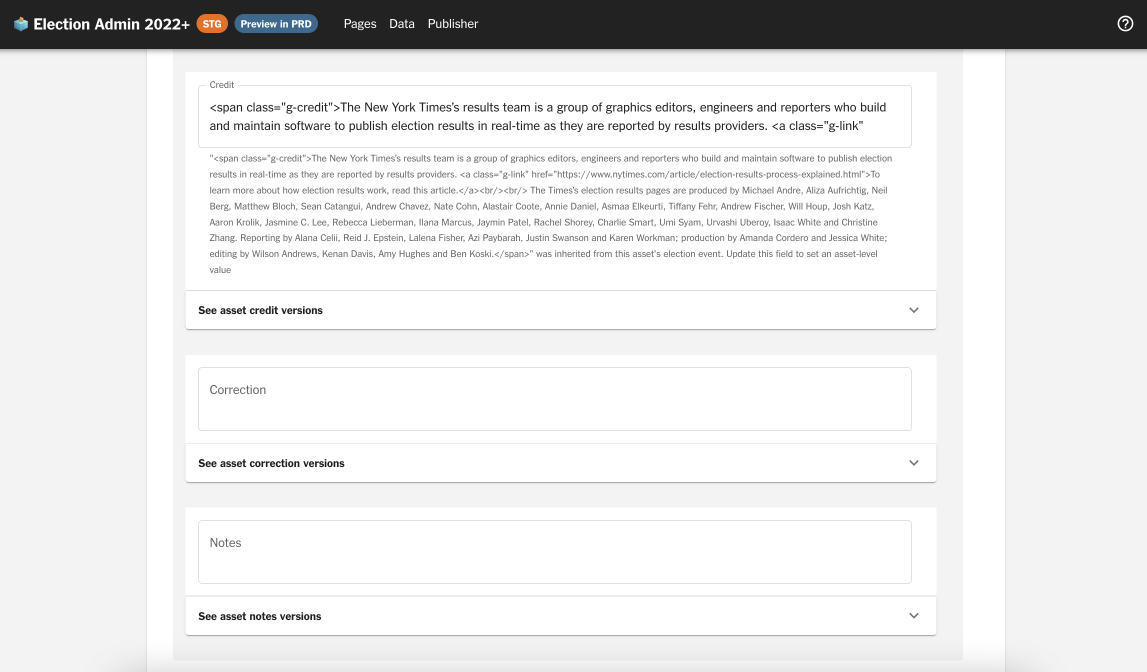 Election Admin 2022+ STG Preview in PRD Pages Data Publisher
Credit
<span class="g-credit">The New York Times's results team is a group of graphics editors, engineers and reporters who build
and maintain software to publish election results in real-time as they are reported by results providers. <a class="g-link"
"<span class="g-credit">The New York Times's results team is a group of graphics editors, engineers and reporters who build and maintain software to publish election
results in real-time as they are reported by results providers. <a class="g-link" href="https://www.nytimes.com/article/election-results-process-explained.html">To
learn more about how election results work, read this article.</a><br/><br/> The Times's election results pages are produced by Michael Andre, Aliza Aufrichtig, Neil
Berg, Matthew Bloch, Sean Catangui, Andrew Chavez, Nate Cohn, Alastair Coote, Annie Daniel, Asmaa Elkeurti, Tiffany Fehr, Andrew Fischer, Will Houp, Josh Katz,
Aaron Krolik, Jasmine C. Lee, Rebecca Lieberman, Ilana Marcus, Jaymin Patel, Rachel Shorey, Charlie Smart, Umi Syam, Urvashi Uberoy, Isaac White and Christine
Zhang. Reporting by Alana Celii, Reid J. Epstein, Lalena Fisher, Azi Paybarah, Justin Swanson and Karen Workman; production by Amanda Cordero and Jessica White;
editing by Wilson Andrews, Kenan Davis, Amy Hughes and Ben Koski.</span>" was inherited from this asset's election event. Update this field to set an asset-level
value
See asset credit versions
Correction
See asset correction versions
Notes
See asset notes versions